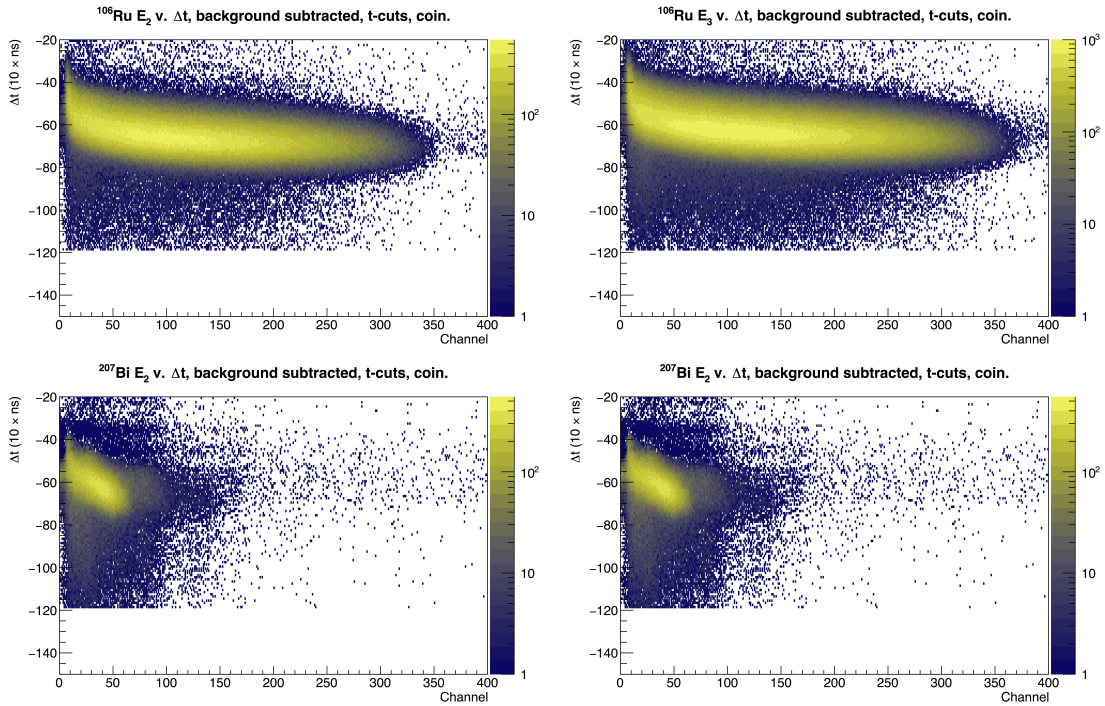 ¹⁰⁶Ru E₂ v. Δt, background subtracted, t-cuts, coin.
Δt (10 × ns)
−20
−40
−60
−80
−100
−120
−140
0 50 100 150 200 250 300 350 400
Channel
10²
10
1
¹⁰⁶Ru E₃ v. Δt, background subtracted, t-cuts, coin.
Δt (10 × ns)
−20
−40
−60
−80
−100
−120
−140
0 50 100 150 200 250 300 350 400
Channel
10³
10²
10
1
²⁰⁷Bi E₂ v. Δt, background subtracted, t-cuts, coin.
Δt (10 × ns)
−20
−40
−60
−80
−100
−120
−140
0 50 100 150 200 250 300 350 400
Channel
10²
10
1
²⁰⁷Bi E₂ v. Δt, background subtracted, t-cuts, coin.
Δt (10 × ns)
−20
−40
−60
−80
−100
−120
−140
0 50 100 150 200 250 300 350 400
Channel
10²
10
1